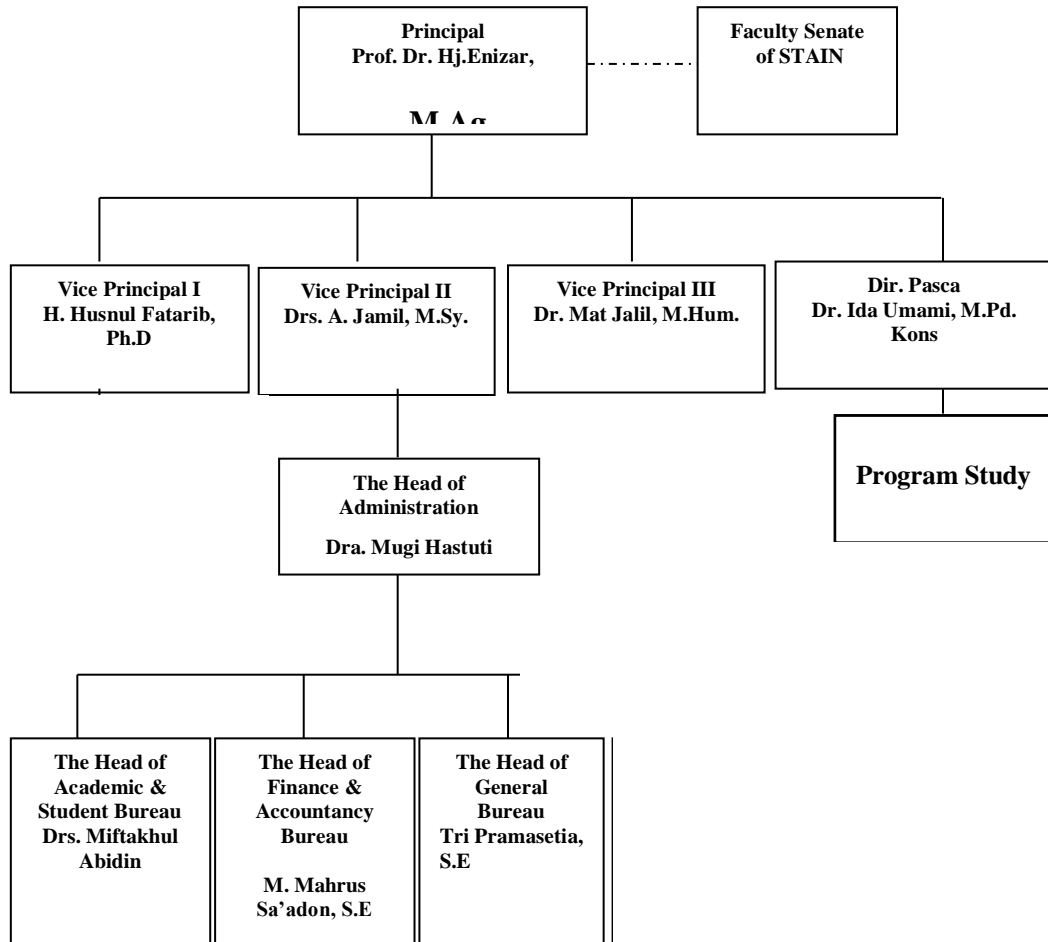 Principal
Prof. Dr. Hj.Enizar,
M.Ag
Faculty Senate
of STAIN
Vice Principal I
H. Husnul Fatarib,
Ph.D
Vice Principal II
Drs. A. Jamil, M.Sy.
Vice Principal III
Dr. Mat Jalil, M.Hum.
Dir. Pasca
Dr. Ida Umami, M.Pd.
Kons
Program Study
The Head of
Administration
Dra. Mugi Hastuti
The Head of
Academic &
Student Bureau
Drs. Miftakhul
Abidin
The Head of
Finance &
Accountancy
Bureau
M. Mahrus
Sa’adon, S.E
The Head of
General
Bureau
Tri Pramasetia,
S.E